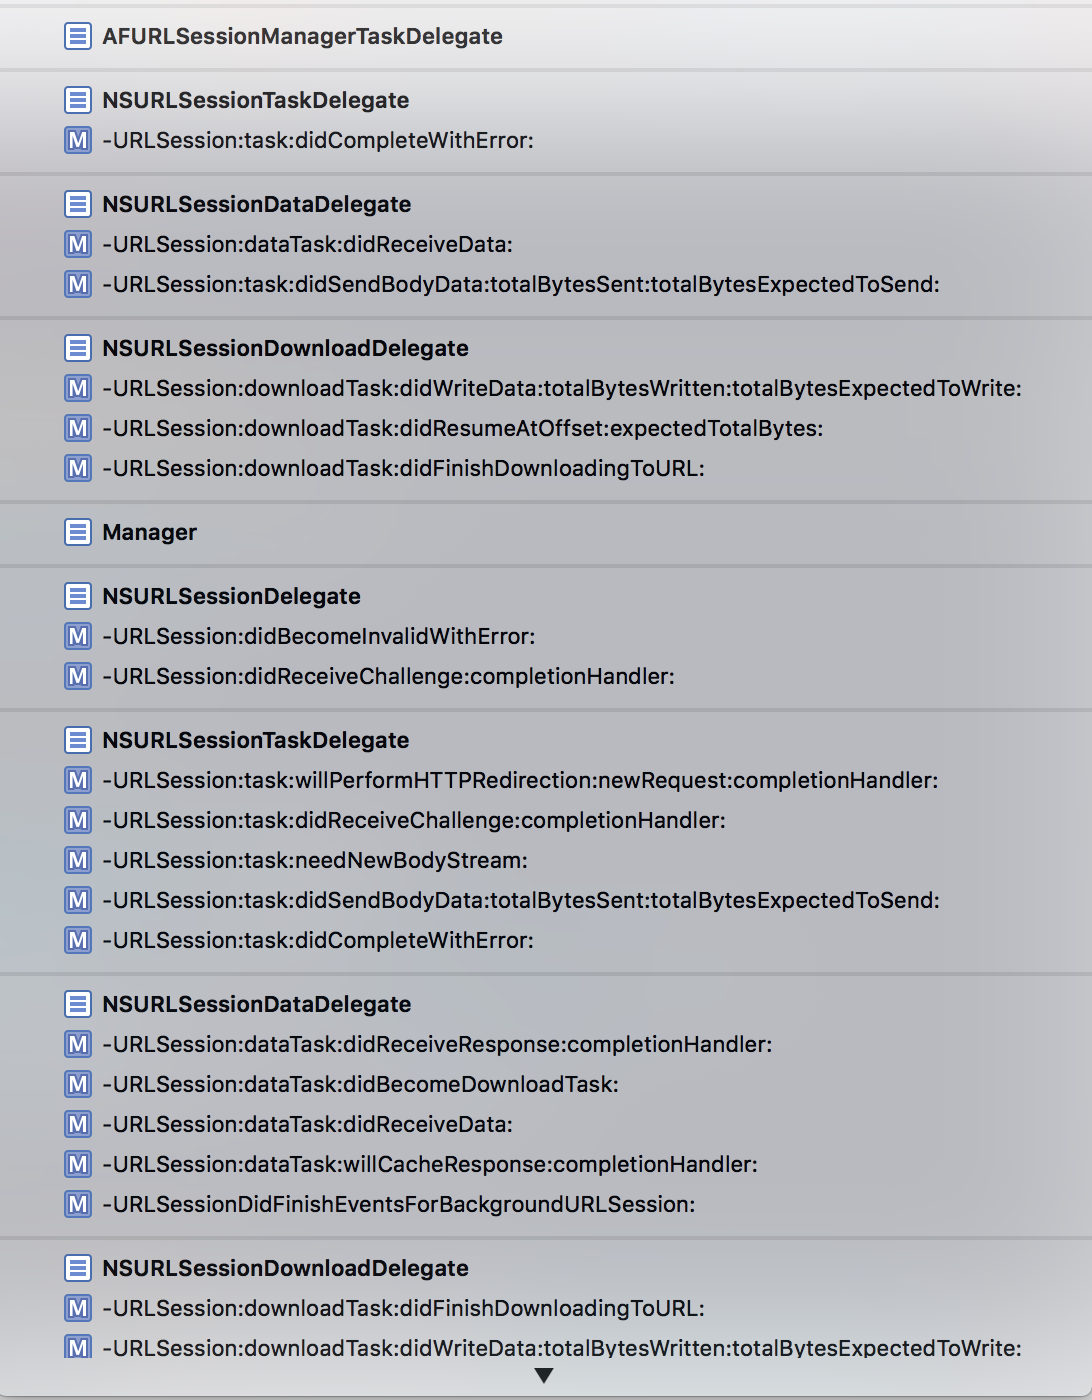 AFURLSessionManagerTaskDelegate
NSURLSessionTaskDelegate
M -URLSession:task:didCompleteWithError:
NSURLSessionDataDelegate
M -URLSession:dataTask:didReceiveData:
M -URLSession:task:didSendBodyData:totalBytesSent:totalBytesExpectedToSend:
NSURLSessionDownloadDelegate
M -URLSession:downloadTask:didWriteData:totalBytesWritten:totalBytesExpectedToWrite:
M -URLSession:downloadTask:didResumeAtOffset:expectedTotalBytes:
M -URLSession:downloadTask:didFinishDownloadingToURL:
Manager
NSURLSessionDelegate
M -URLSession:didBecomeInvalidWithError:
M -URLSession:didReceiveChallenge:completionHandler:
NSURLSessionTaskDelegate
M -URLSession:task:willPerformHTTPRedirection:newRequest:completionHandler:
M -URLSession:task:didReceiveChallenge:completionHandler:
M -URLSession:task:needNewBodyStream:
M -URLSession:task:didSendBodyData:totalBytesSent:totalBytesExpectedToSend:
M -URLSession:task:didCompleteWithError:
NSURLSessionDataDelegate
M -URLSession:dataTask:didReceiveResponse:completionHandler:
M -URLSession:dataTask:didBecomeDownloadTask:
M -URLSession:dataTask:didReceiveData:
M -URLSession:dataTask:willCacheResponse:completionHandler:
M -URLSessionDidFinishEventsForBackgroundURLSession:
NSURLSessionDownloadDelegate
M -URLSession:downloadTask:didFinishDownloadingToURL:
M -URLSession:downloadTask:didWriteData:totalBytesWritten:totalBytesExpectedToWrite: